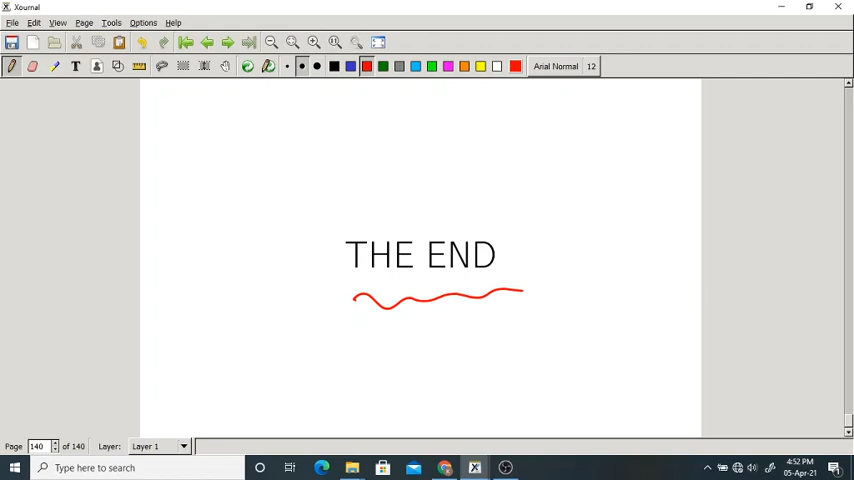 Xournal
File Edit View Page Tools Options Help
T Arial Normal 12
THE END
Page 140 of 140 Layer: Layer 1
Type here to search
4:52 PM
05-Apr-21
1